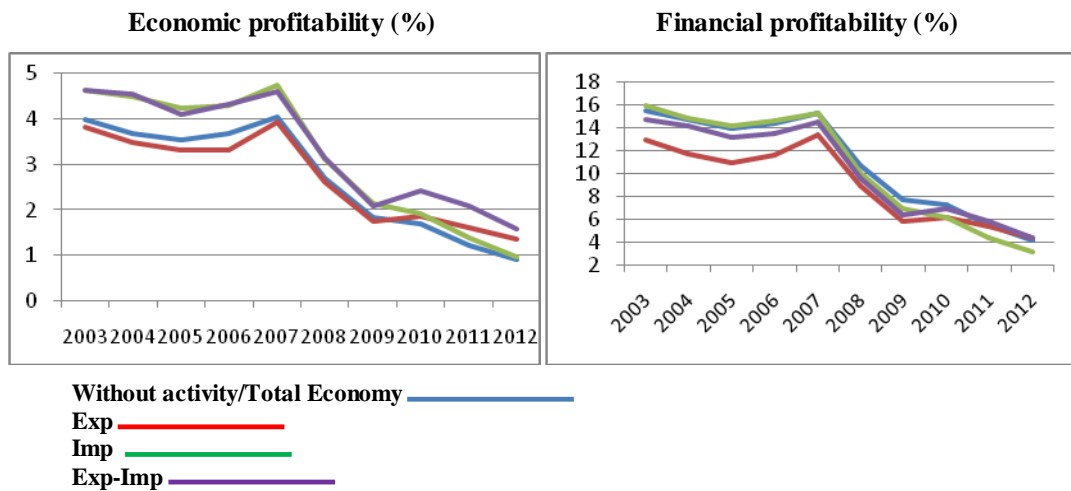 Economic profitability (%)
Financial profitability (%)
5
4
3
2
1
0
2003 2004 2005 2006 2007 2008 2009 2010 2011 2012
18
16
14
12
10
8
6
4
2
2003 2004 2005 2006 2007 2008 2009 2010 2011 2012
Without activity/Total Economy
Exp
Imp
Exp-Imp